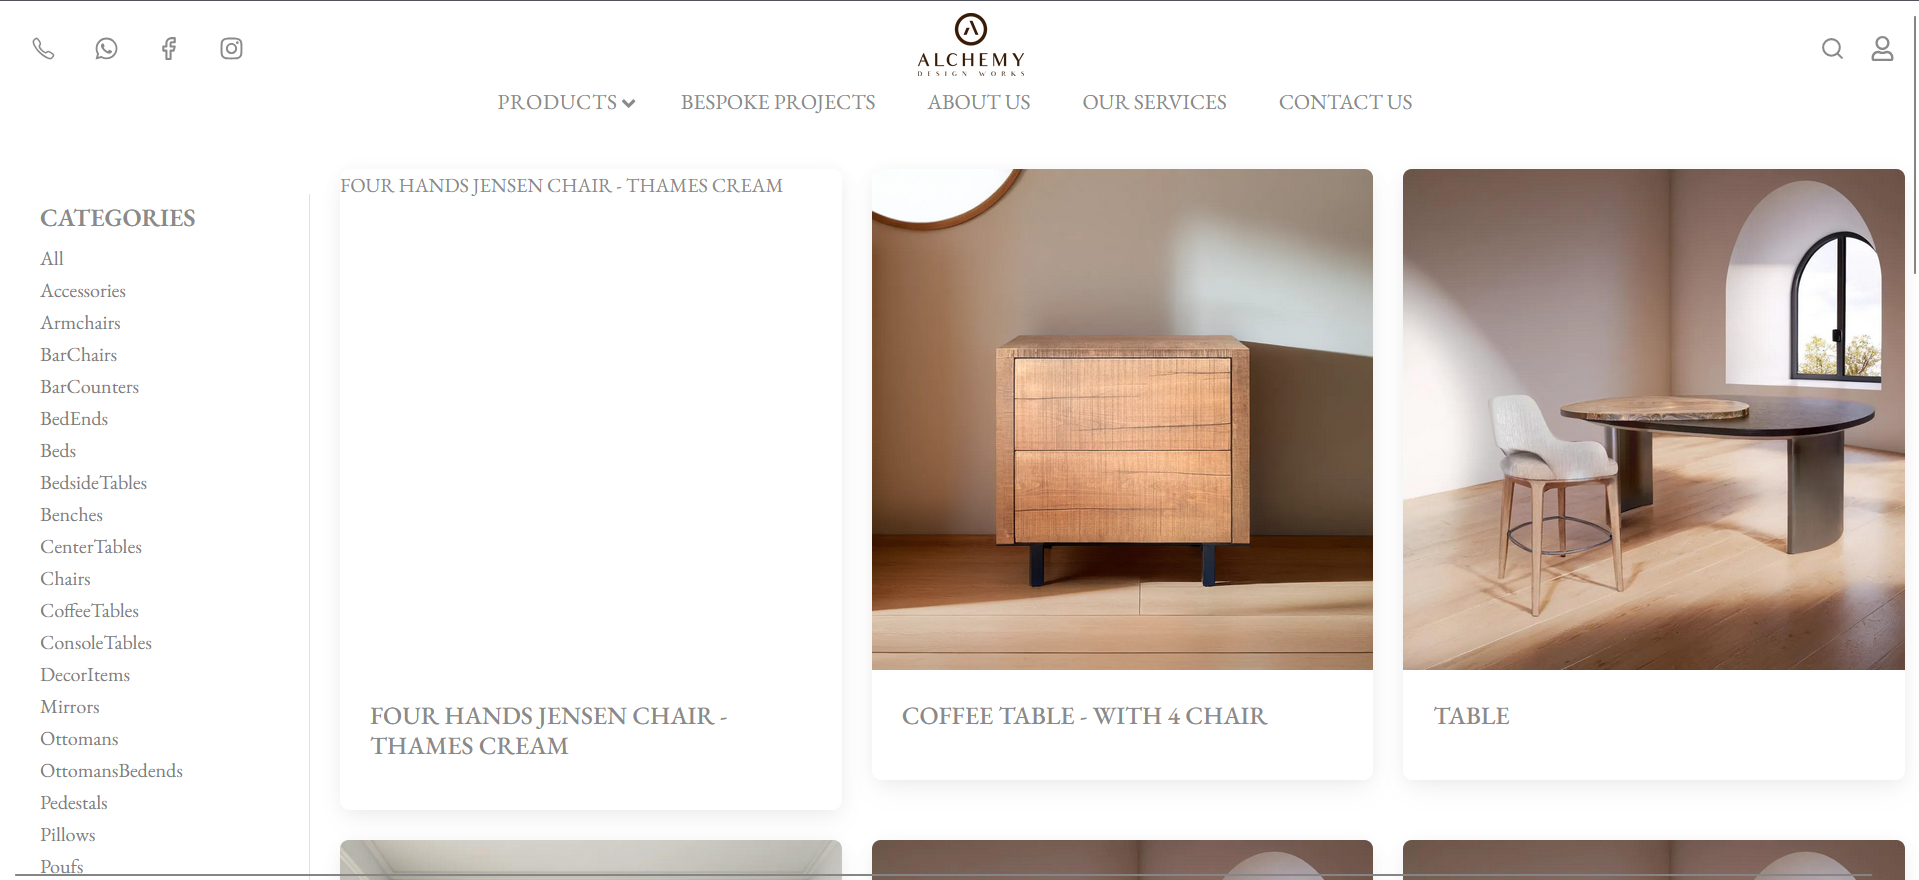 ALCHEMY
DESIGN WORKS
PRODUCTS
BESPOKE PROJECTS
ABOUT US
OUR SERVICES
CONTACT US
CATEGORIES
All
Accessories
Armchairs
BarChairs
BarCounters
BedEnds
Beds
BedsideTables
Benches
CenterTables
Chairs
CoffeeTables
ConsoleTables
DecorItems
Mirrors
Ottomans
OttomansBedends
Pedestals
Pillows
Poufs
FOUR HANDS JENSEN CHAIR - THAMES CREAM
FOUR HANDS JENSEN CHAIR -
THAMES CREAM
COFFEE TABLE - WITH 4 CHAIR
TABLE